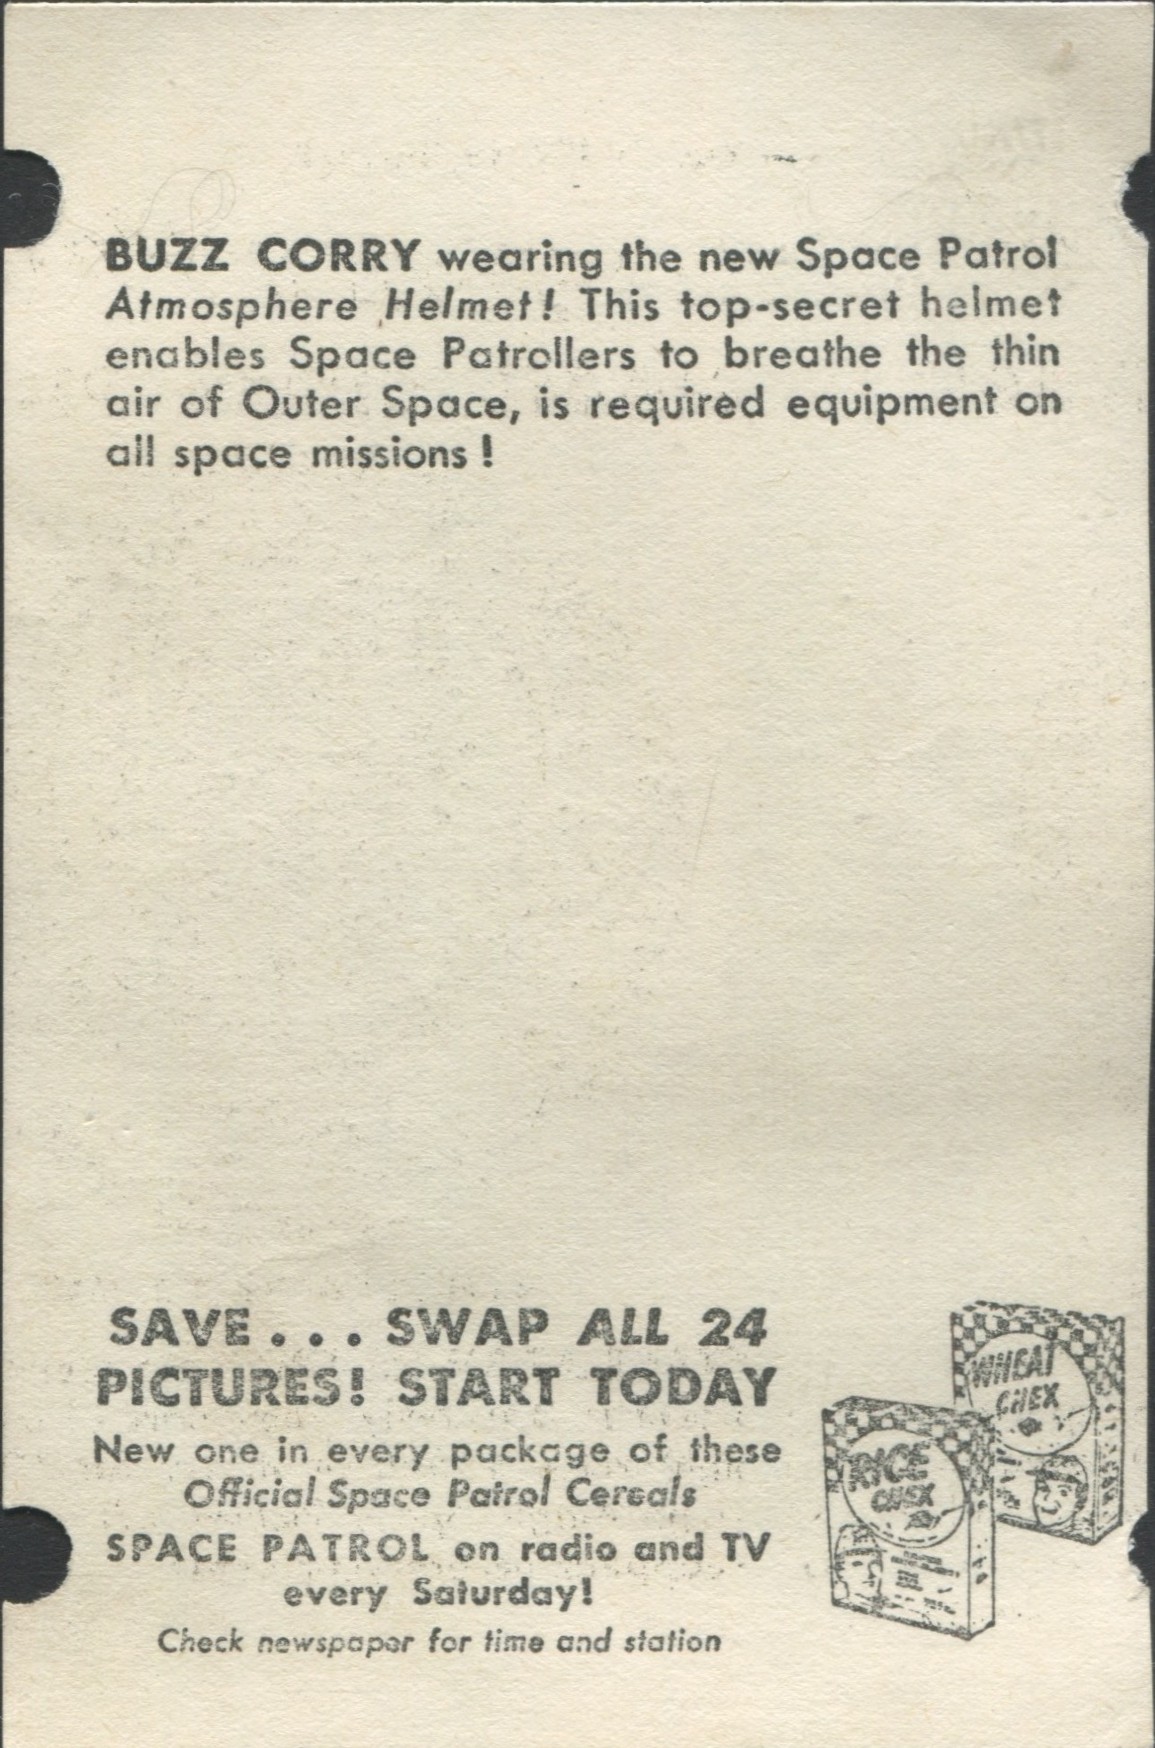 BUZZ CORRY wearing the new Space Patrol
Atmosphere Helmet! This top-secret helmet
enables Space Patrollers to breathe the thin
air of Outer Space, is required equipment on
all space missions!
SAVE... SWAP ALL 24
PICTURES! START TODAY
New one in every package of these
Official Space Patrol Cereals
SPACE PATROL on radio and TV
every Saturday!
Check newspaper for time and station
WHEAT
CHEX
RICE
CHEX